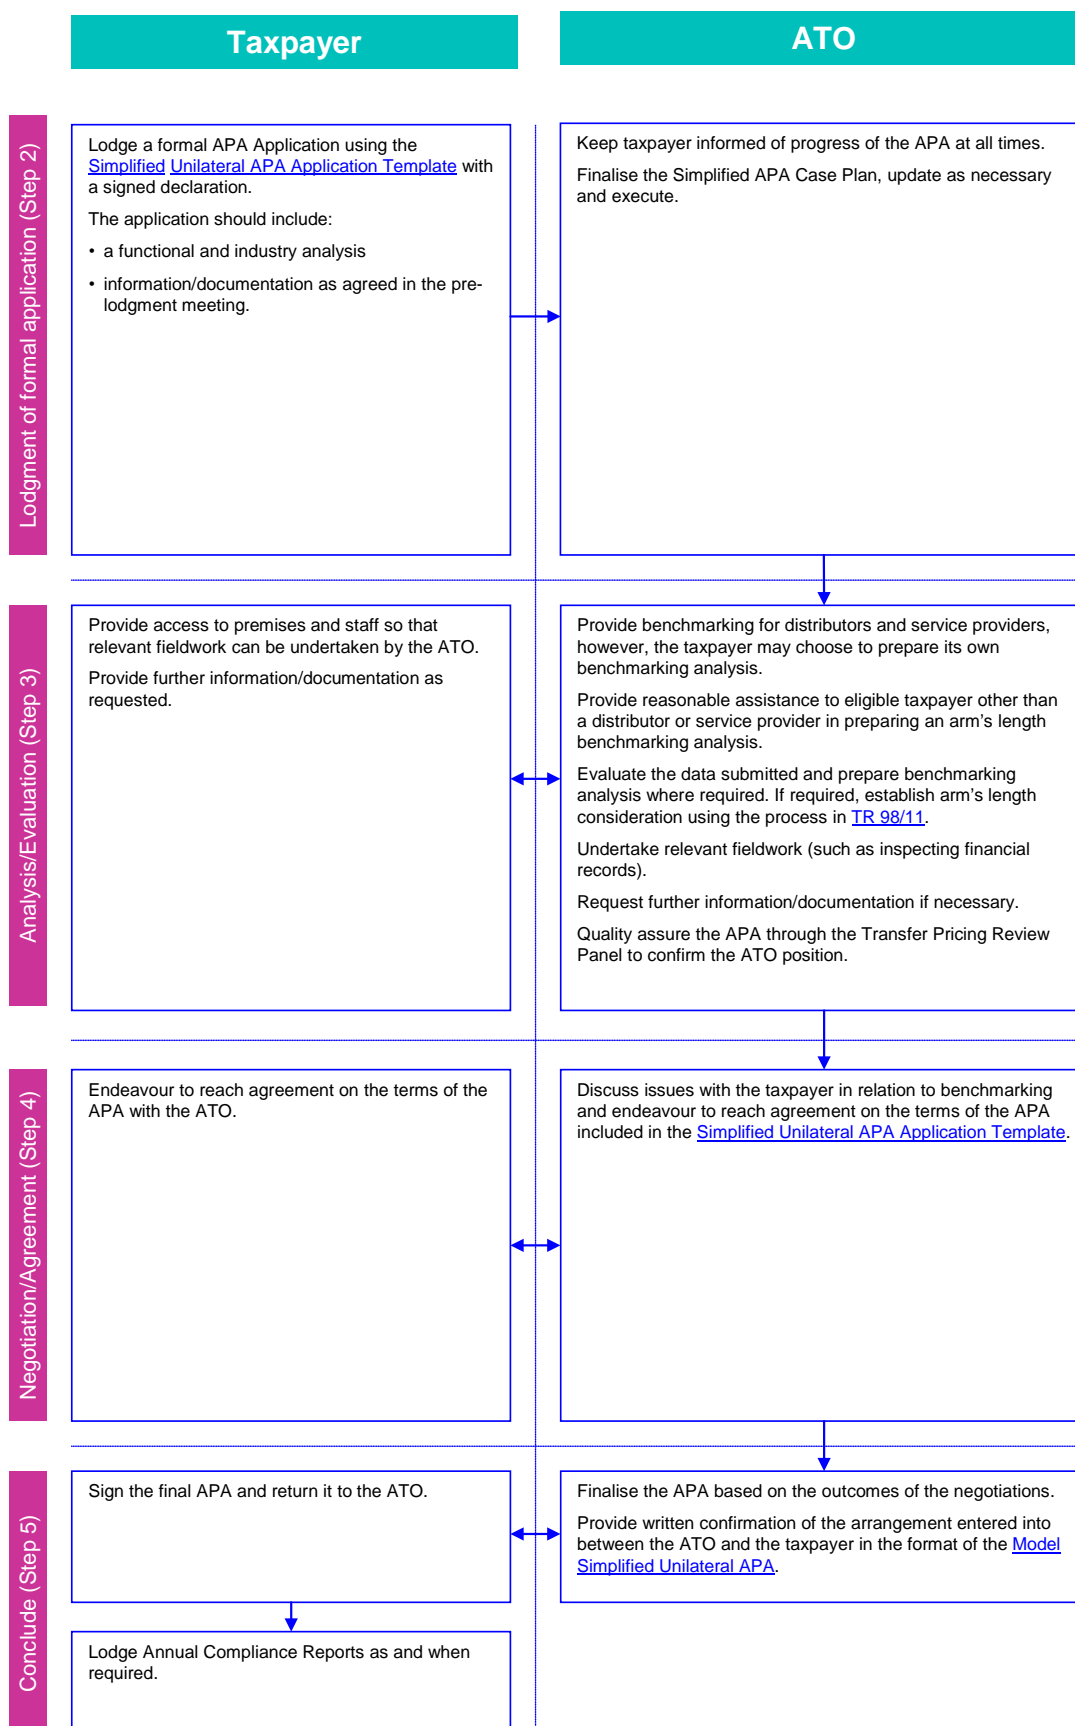 Taxpayer
ATO
Lodgment of formal application (Step 2)
Lodge a formal APA Application using the
Simplified Unilateral APA Application Template with
a signed declaration.
The application should include:
• a functional and industry analysis
• information/documentation as agreed in the pre-
lodgment meeting.
Keep taxpayer informed of progress of the APA at all times.
Finalise the Simplified APA Case Plan, update as necessary
and execute.
Analysis/Evaluation (Step 3)
Provide access to premises and staff so that
relevant fieldwork can be undertaken by the ATO.
Provide further information/documentation as
requested.
Provide benchmarking for distributors and service providers,
however, the taxpayer may choose to prepare its own
benchmarking analysis.
Provide reasonable assistance to eligible taxpayer other than
a distributor or service provider in preparing an arm’s length
benchmarking analysis.
Evaluate the data submitted and prepare benchmarking
analysis where required. If required, establish arm’s length
consideration using the process in TR 98/11.
Undertake relevant fieldwork (such as inspecting financial
records).
Request further information/documentation if necessary.
Quality assure the APA through the Transfer Pricing Review
Panel to confirm the ATO position.
Negotiation/Agreement (Step 4)
Endeavour to reach agreement on the terms of the
APA with the ATO.
Discuss issues with the taxpayer in relation to benchmarking
and endeavour to reach agreement on the terms of the APA
included in the Simplified Unilateral APA Application Template.
Conclude (Step 5)
Sign the final APA and return it to the ATO.
Finalise the APA based on the outcomes of the negotiations.
Provide written confirmation of the arrangement entered into
between the ATO and the taxpayer in the format of the Model
Simplified Unilateral APA.
Lodge Annual Compliance Reports as and when
required.